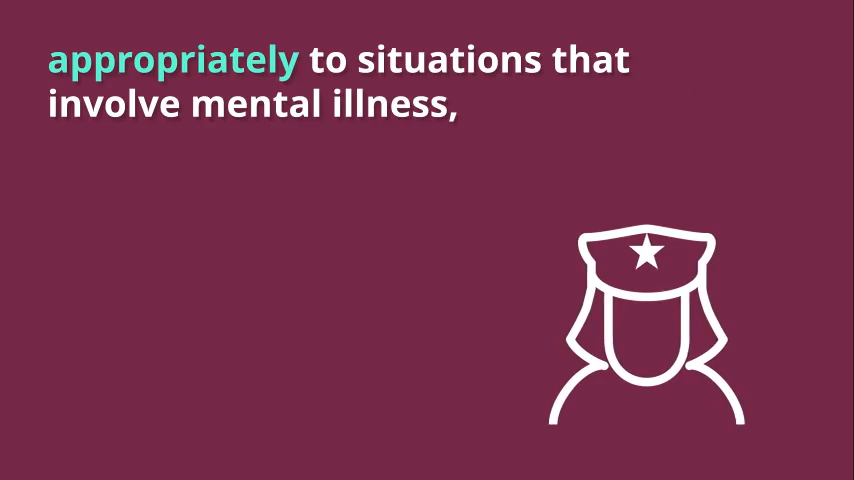 appropriately to situations that
involve mental illness,